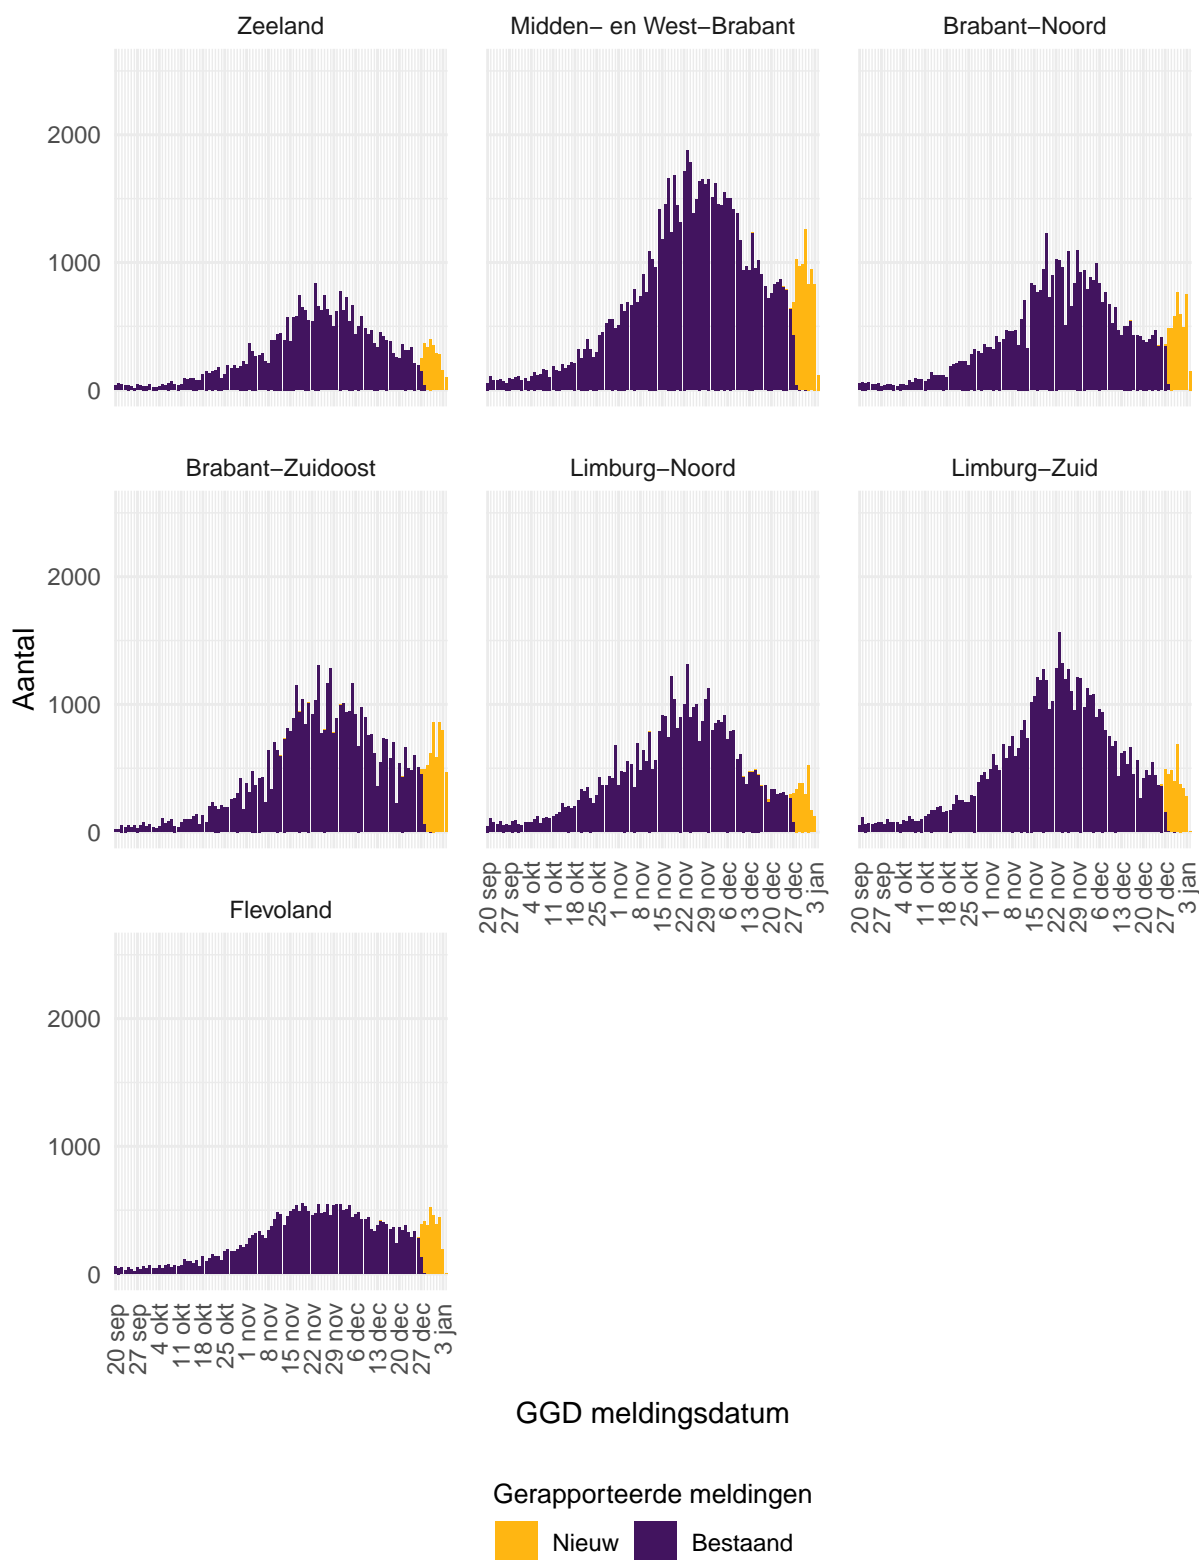 Zeeland
Midden− en West−Brabant
Brabant−Noord
2000
1000
0
Brabant−Zuidoost
Limburg−Noord
Limburg−Zuid
2000
1000
0
20 sep
27 sep
4 okt
11 okt
18 okt
25 okt
1 nov
8 nov
15 nov
22 nov
29 nov
6 dec
13 dec
20 dec
27 dec
3 jan
20 sep
27 sep
4 okt
11 okt
18 okt
25 okt
1 nov
8 nov
15 nov
22 nov
29 nov
6 dec
13 dec
20 dec
27 dec
3 jan
Flevoland
2000
1000
0
20 sep
27 sep
4 okt
11 okt
18 okt
25 okt
1 nov
8 nov
15 nov
22 nov
29 nov
6 dec
13 dec
20 dec
27 dec
3 jan
Aantal
GGD meldingsdatum
Gerapporteerde meldingen
Nieuw
Bestaand